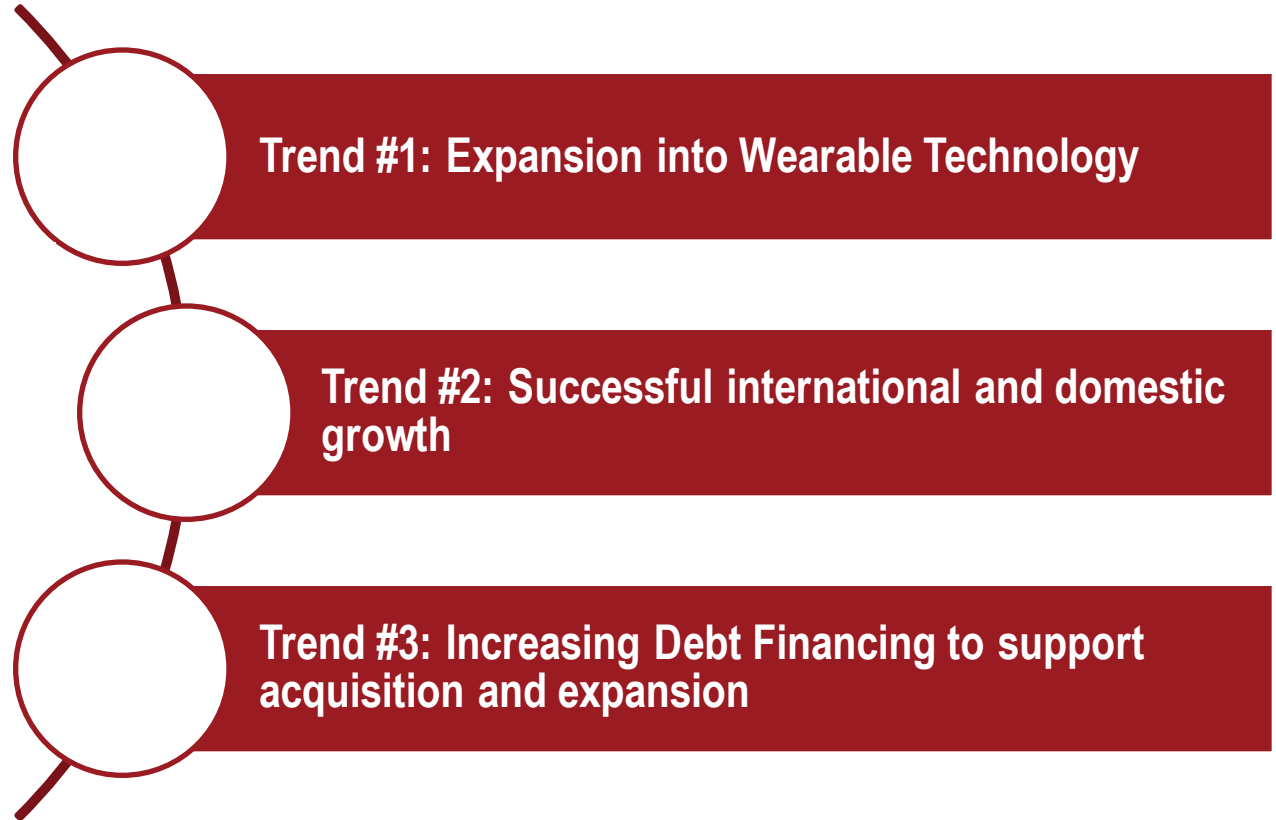 Trend #1: Expansion into Wearable Technology
Trend #2: Successful international and domestic
growth
Trend #3: Increasing Debt Financing to support
acquisition and expansion